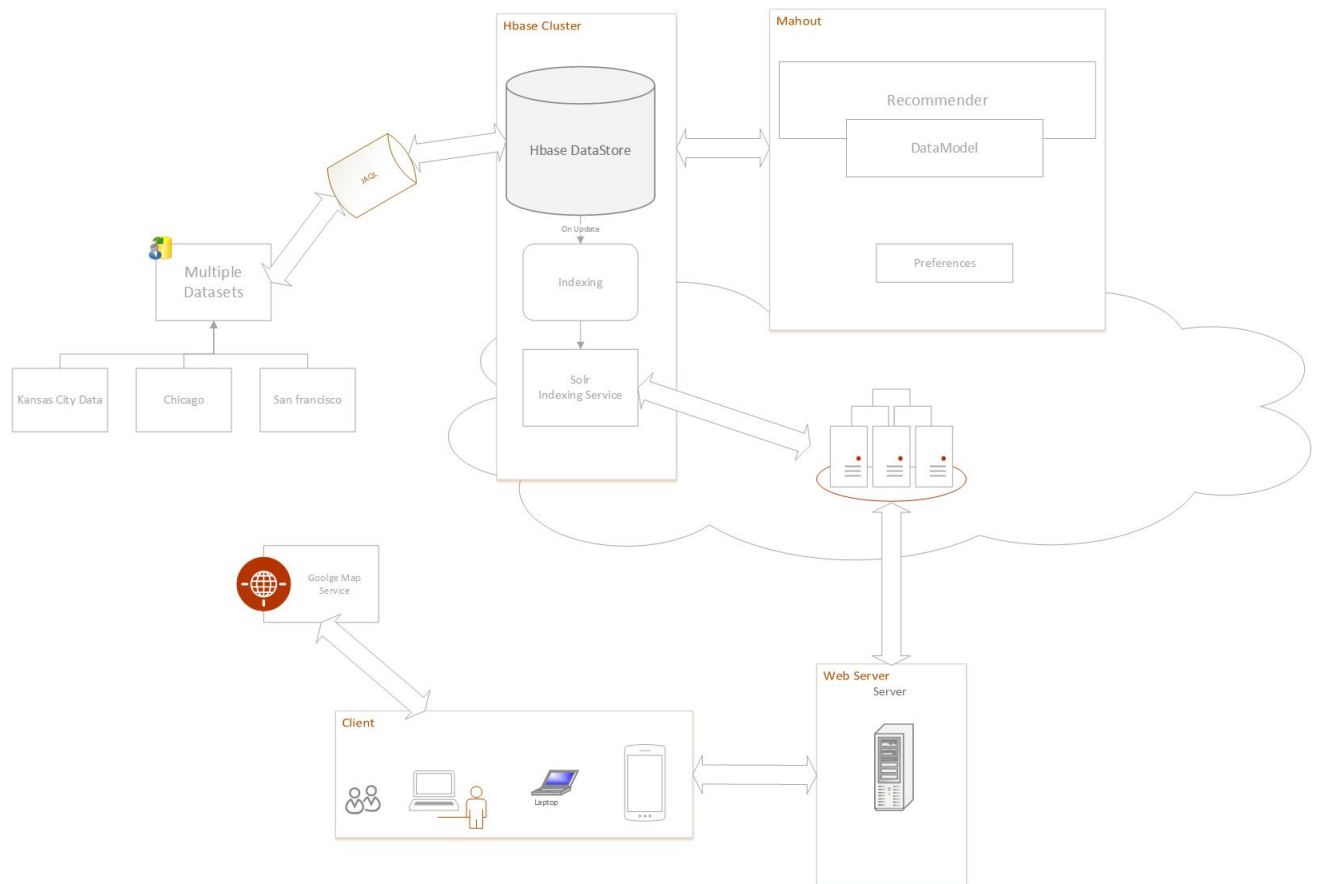 Hbase Cluster
Mahout
Recommender
DataModel
Preferences
Hbase DataStore
On Update
Indexing
Solr
Indexing Service
JAQL
Multiple
Datasets
Kansas City Data
Chicago
San francisco
Goolge Map
Service
Web Server
Server
Client
Laptop